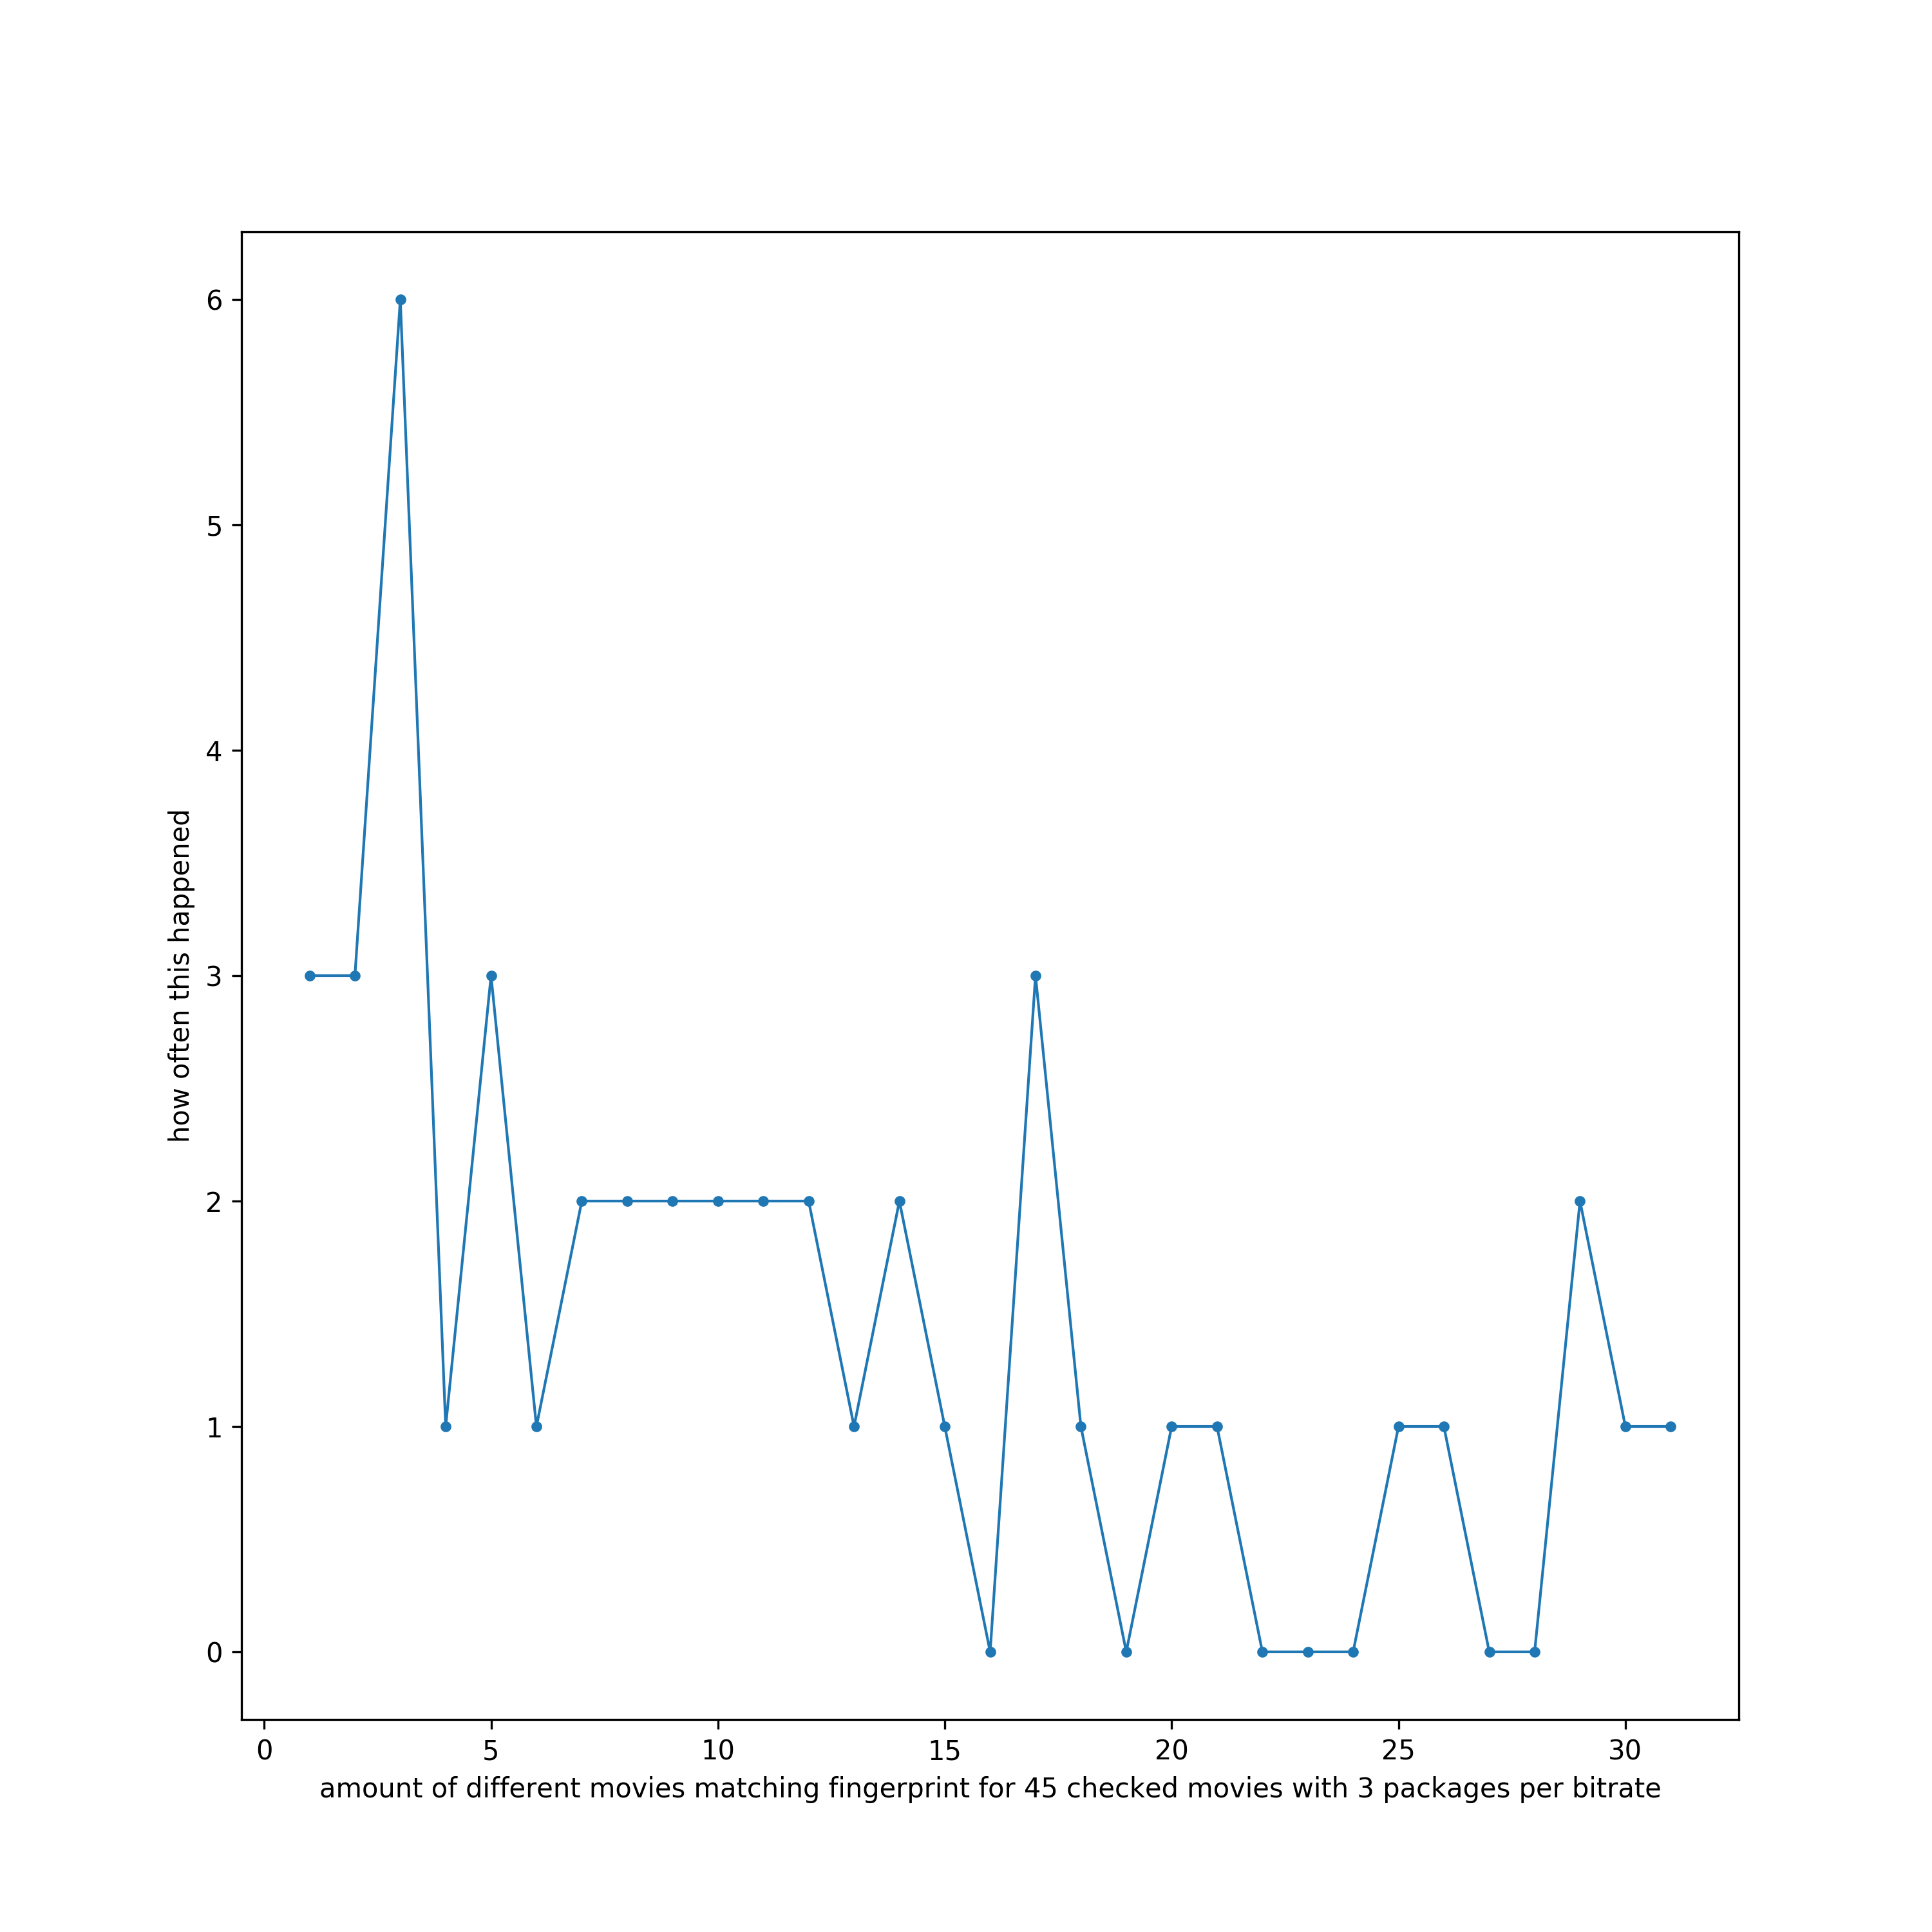 6
5
4
3
2
1
0
how often this happened
0 5 10 15 20 25 30
amount of different movies matching fingerprint for 45 checked movies with 3 packages per bitrate